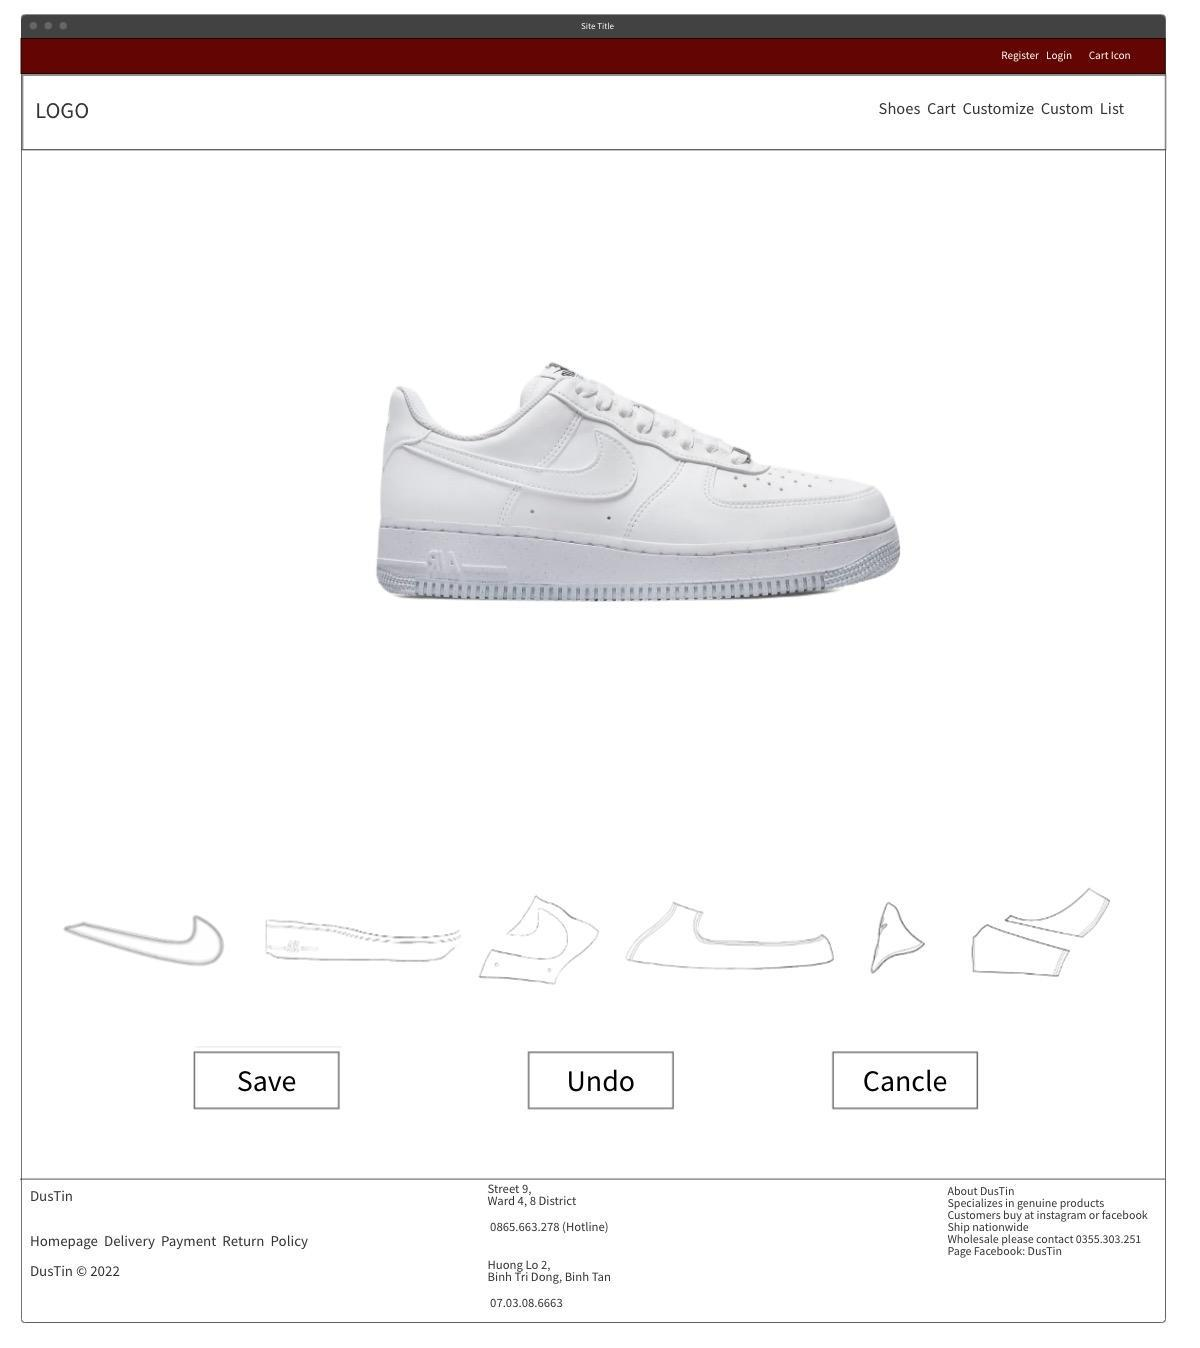 Site Title
Register Login Cart Icon
LOGO
Shoes Cart Customize Custom List
AIR
Save
Undo
Cancle
DusTin
Homepage Delivery Payment Return Policy
DusTin © 2022
Street 9,
Ward 4, 8 District
0865.663.278 (Hotline)
Huong Lo 2,
Binh Tri Dong, Binh Tan
07.03.08.6663
About DusTin
Specializes in genuine products
Customers buy at instagram or facebook
Ship nationwide
Wholesale please contact 0355.303.251
Page Facebook: DusTin